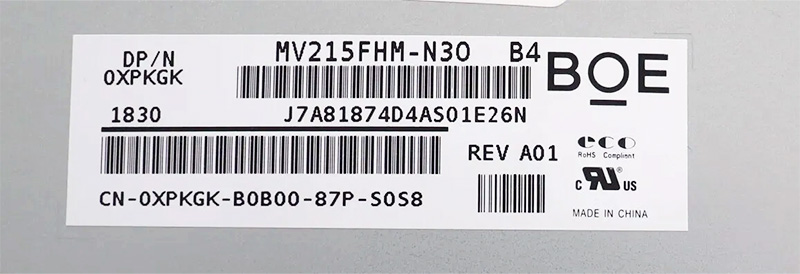 DP/N
0XPKGK
MV215FHM-N30 B4
BOE
1830 J7A81874D4AS01E26N
REV A01
CN-0XPKGK-B0B00-87P-S0S8
eco
RoHS Compliant
c RU US
MADE IN CHINA